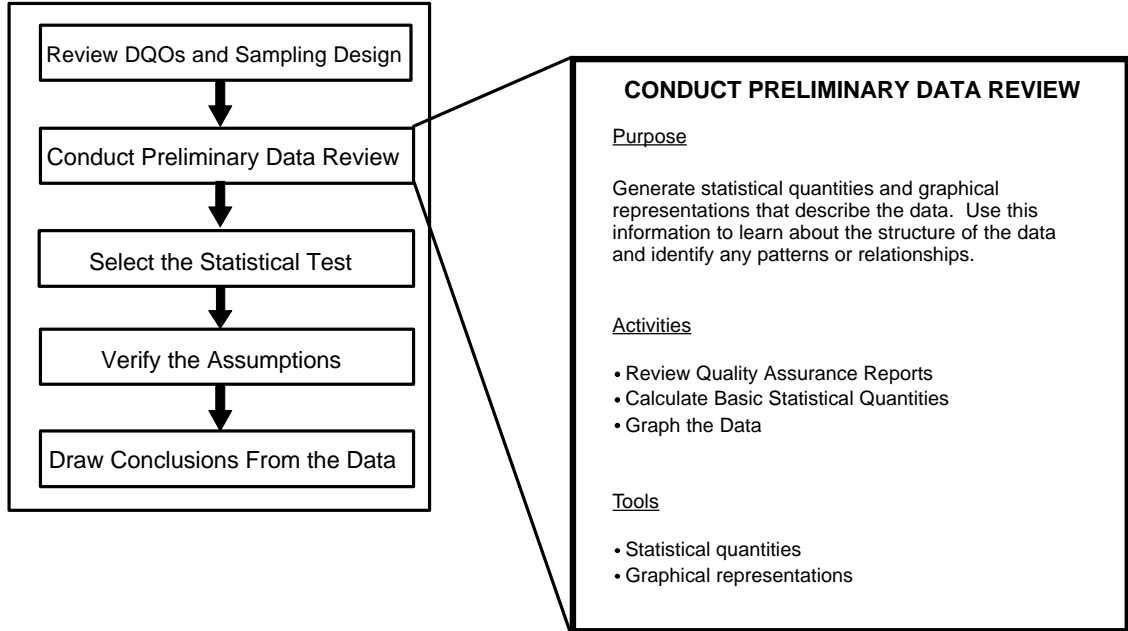 Review DQOs and Sampling Design
Conduct Preliminary Data Review
Select the Statistical Test
Verify the Assumptions
Draw Conclusions From the Data
CONDUCT PRELIMINARY DATA REVIEW
Purpose
Generate statistical quantities and graphical
representations that describe the data.  Use this
information to learn about the structure of the data
and identify any patterns or relationships.
Activities
• Review Quality Assurance Reports
• Calculate Basic Statistical Quantities
• Graph the Data
Tools
• Statistical quantities
• Graphical representations